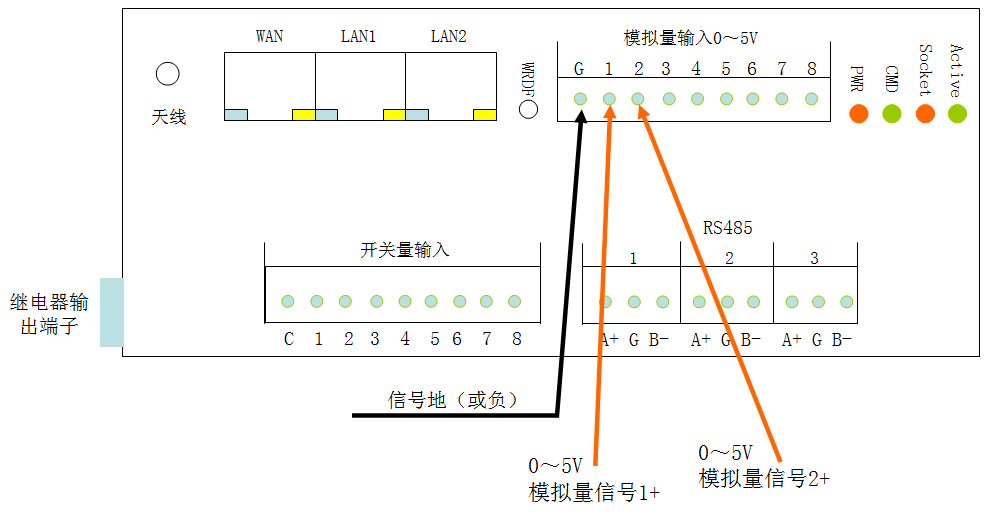 WAN LAN1 LAN2
模拟量输入0～5V
G 1 2 3 4 5 6 7 8
WRDF
PWR
CMD
Socket
Active
天线
RS485
开关量输入
1 2 3
继电器输
出端子
C 1 2 3 4 5 6 7 8
A+ G B- A+ G B- A+ G B-
信号地（或负）
0～5V
模拟量信号1+
0～5V
模拟量信号2+